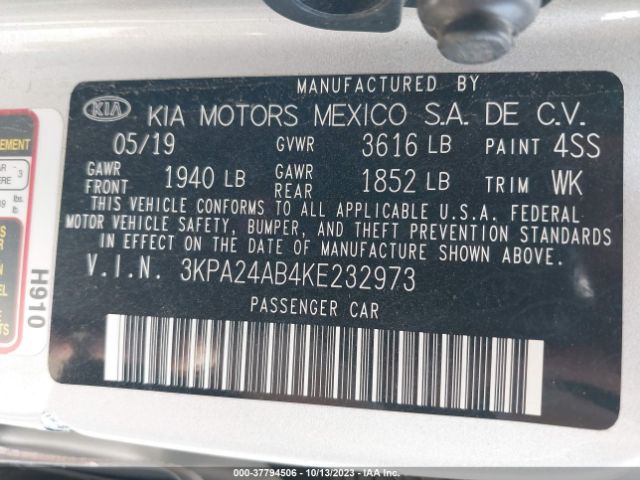 MANUFACTURED BY
KIA KIA MOTORS MEXICO S.A. DE C.V.
05/19 GVWR 3616 LB PAINT 4SS
GAWR FRONT 1940 LB GAWR REAR 1852 LB TRIM WK
THIS VEHICLE CONFORMS TO ALL APPLICABLE U.S.A. FEDERAL
MOTOR VEHICLE SAFETY, BUMPER, AND THEFT PREVENTION STANDARDS
IN EFFECT ON THE DATE OF MANUFACTURE SHOWN ABOVE.
V.I.N. 3KPA24AB4KE232973
PASSENGER CAR
H910
000-37794506 - 10/13/2023 - IAA Inc.